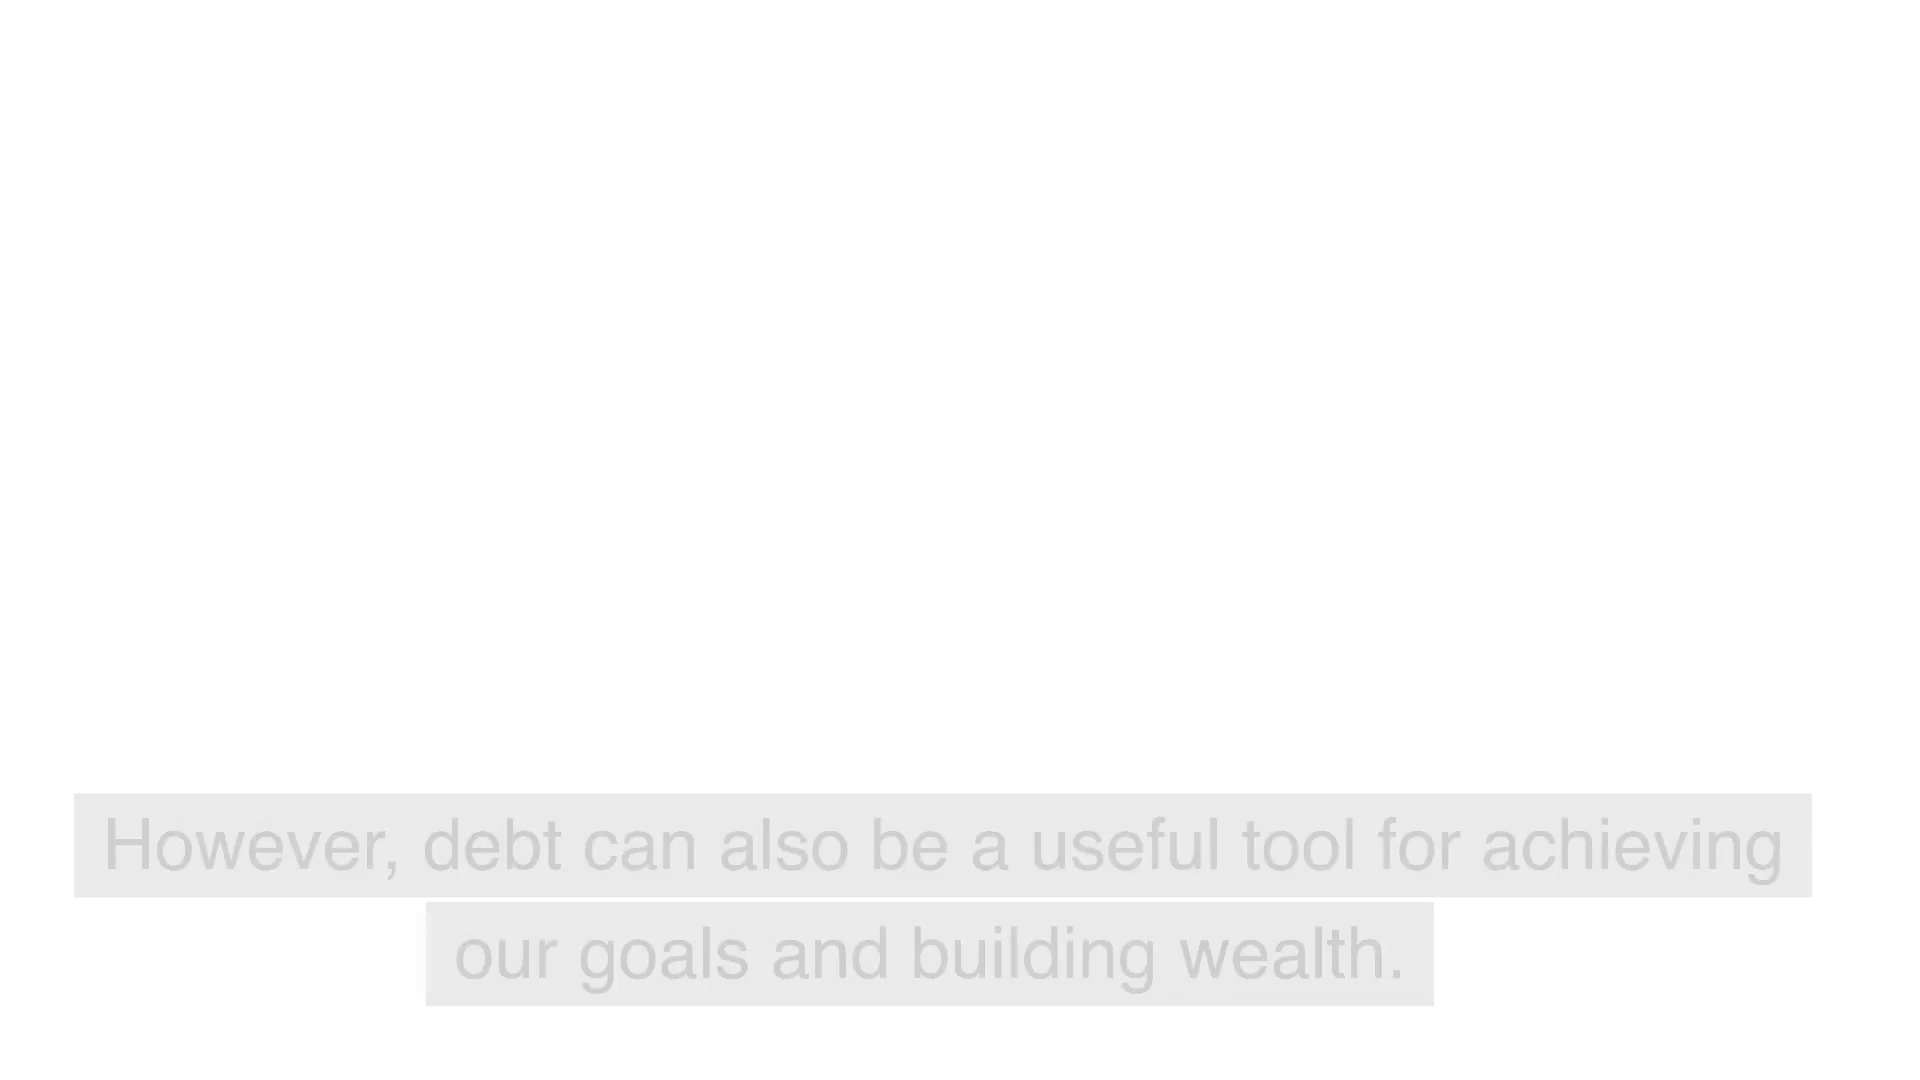 However, debt can also be a useful tool for achieving
our goals and building wealth.